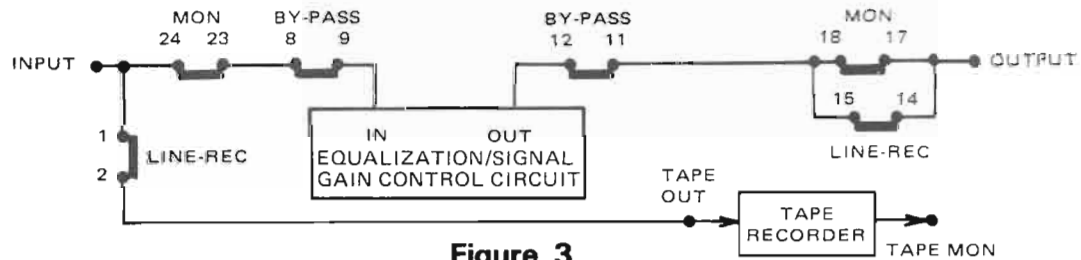 MON BY-PASS BY-PASS MON
24 23 8 9 12 11 18 17
INPUT OUTPUT
15 14
1 IN OUT
LINE-REC EQUALIZATION/SIGNAL LINE-REC
2 GAIN CONTROL CIRCUIT
TAPE
OUT
TAPE
RECORDER
TAPE MON
Figure 3